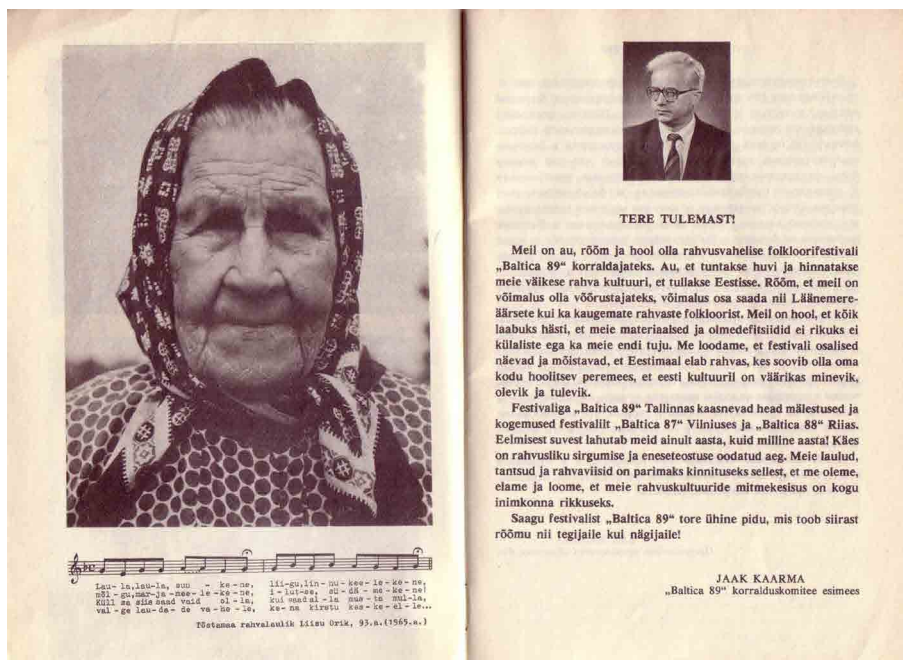 Lau-la,lau-la, suu - ke-ne, lii-gu,lin-nu-kee-le-ke-ne,
mõl-gu,mar-ja-mee-le-ke-ne, i-lut-se, sü-dä-me-ke-ne!
Küll sa siis saad vaid ol-la, kui saad al-la mus-ta mul-la,
val-ge lau-da-de va-he-le, ke-na kirstu kes-ke-el-le...
Tõstamaa rahvalaulik Liisu Orik, 93.a.(1965.a.)
TERE TULEMAST!
Meil on au, rõõm ja hool olla rahvusvahelise folkloorifestivali
„Baltica 89“ korraldajateks. Au, et tuntakse huvi ja hinnatakse
meie väikese rahva kultuuri, et tullakse Eestisse. Rõõm, et meil on
võimalus olla võõrustajateks, võimalus osa saada nii Läänemere-
äärsete kui ka kaugemate rahvaste folkloorist. Meil on hool, et kõik
laabuks hästi, et meie materiaalsed ja olmedefitsiidid ei rikuks ei
külaliste ega ka meie endi tuju. Me loodame, et festivali osalised
näevad ja mõistavad, et Eestimaal elab rahvas, kes soovib olla oma
kodu hoolitsev peremees, et eesti kultuuril on väärikas minevik,
olevik ja tulevik.
Festivaliga „Baltica 89“ Tallinnas kaasnevad head mälestused ja
kogemused festivalilt „Baltica 87“ Vilniuses ja „Baltica 88“ Riias.
Eelmisest suvest lahutab meid ainult aasta, kuid milline aasta! Käes
on rahvusliku sirgumise ja eneseteostuse oodatud aeg. Meie laulud,
tantsud ja rahvaviisid on parimaks kinnituseks sellest, et me oleme,
elame ja loome, et meie rahvuskultuuride mitmekesisus on kogu
inimkonna rikkuseks.
Saagu festivalist „Baltica 89“ tore ühine pidu, mis toob siirast
rõõmu nii tegijaile kui nägijaile!
JAAK KAARMA
„Baltica 89“ korralduskomitee esimees